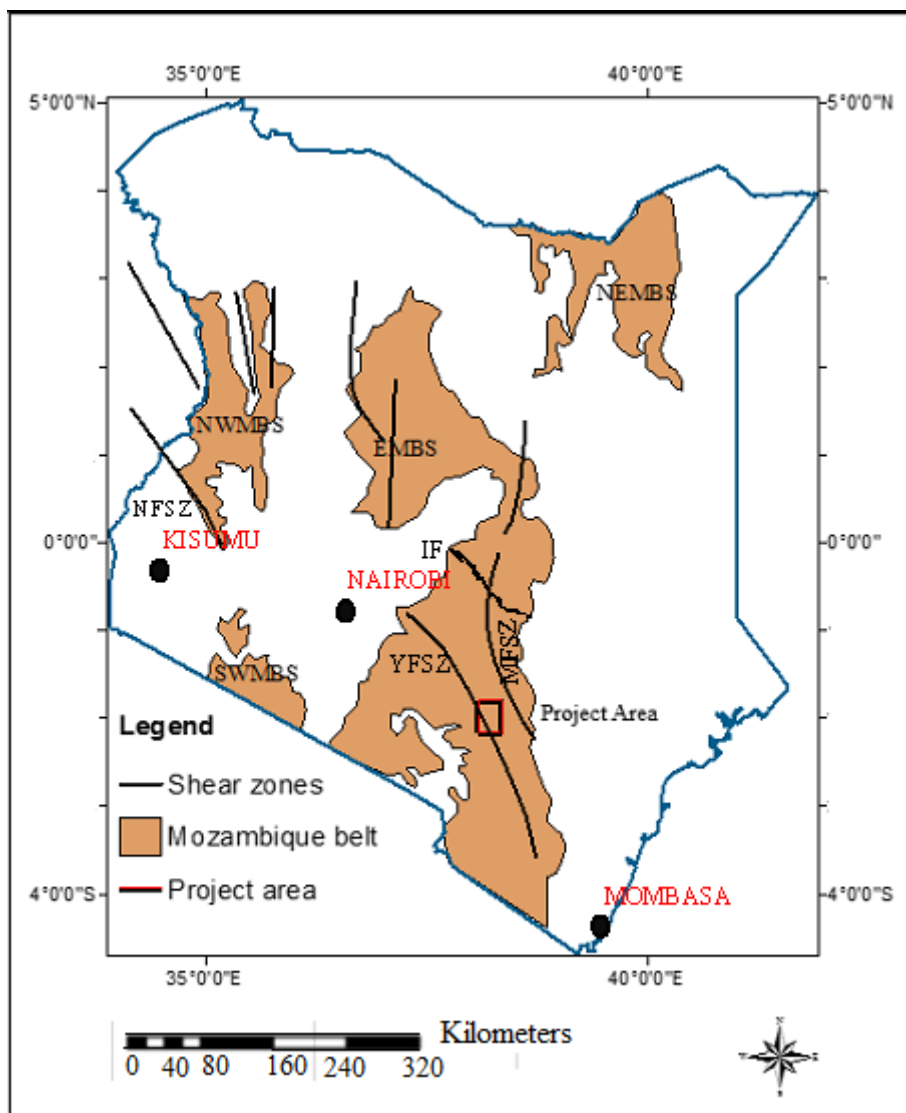 35°0'0"E 40°0'0"E
5°0'0"N 5°0'0"N
NEMBS
NWMBS
EMBS
NFSZ
KISUMU
0°0'0" 0°0'0"
IF
NAIROBI
MFSZ
YFSZ
SWMBS
Project Area
Legend
Shear zones
Mozambique belt
Project area
4°0'0"S 4°0'0"S
MOMBASA
35°0'0"E 40°0'0"E
Kilometers
0 40 80 160 240 320
N
W E
S